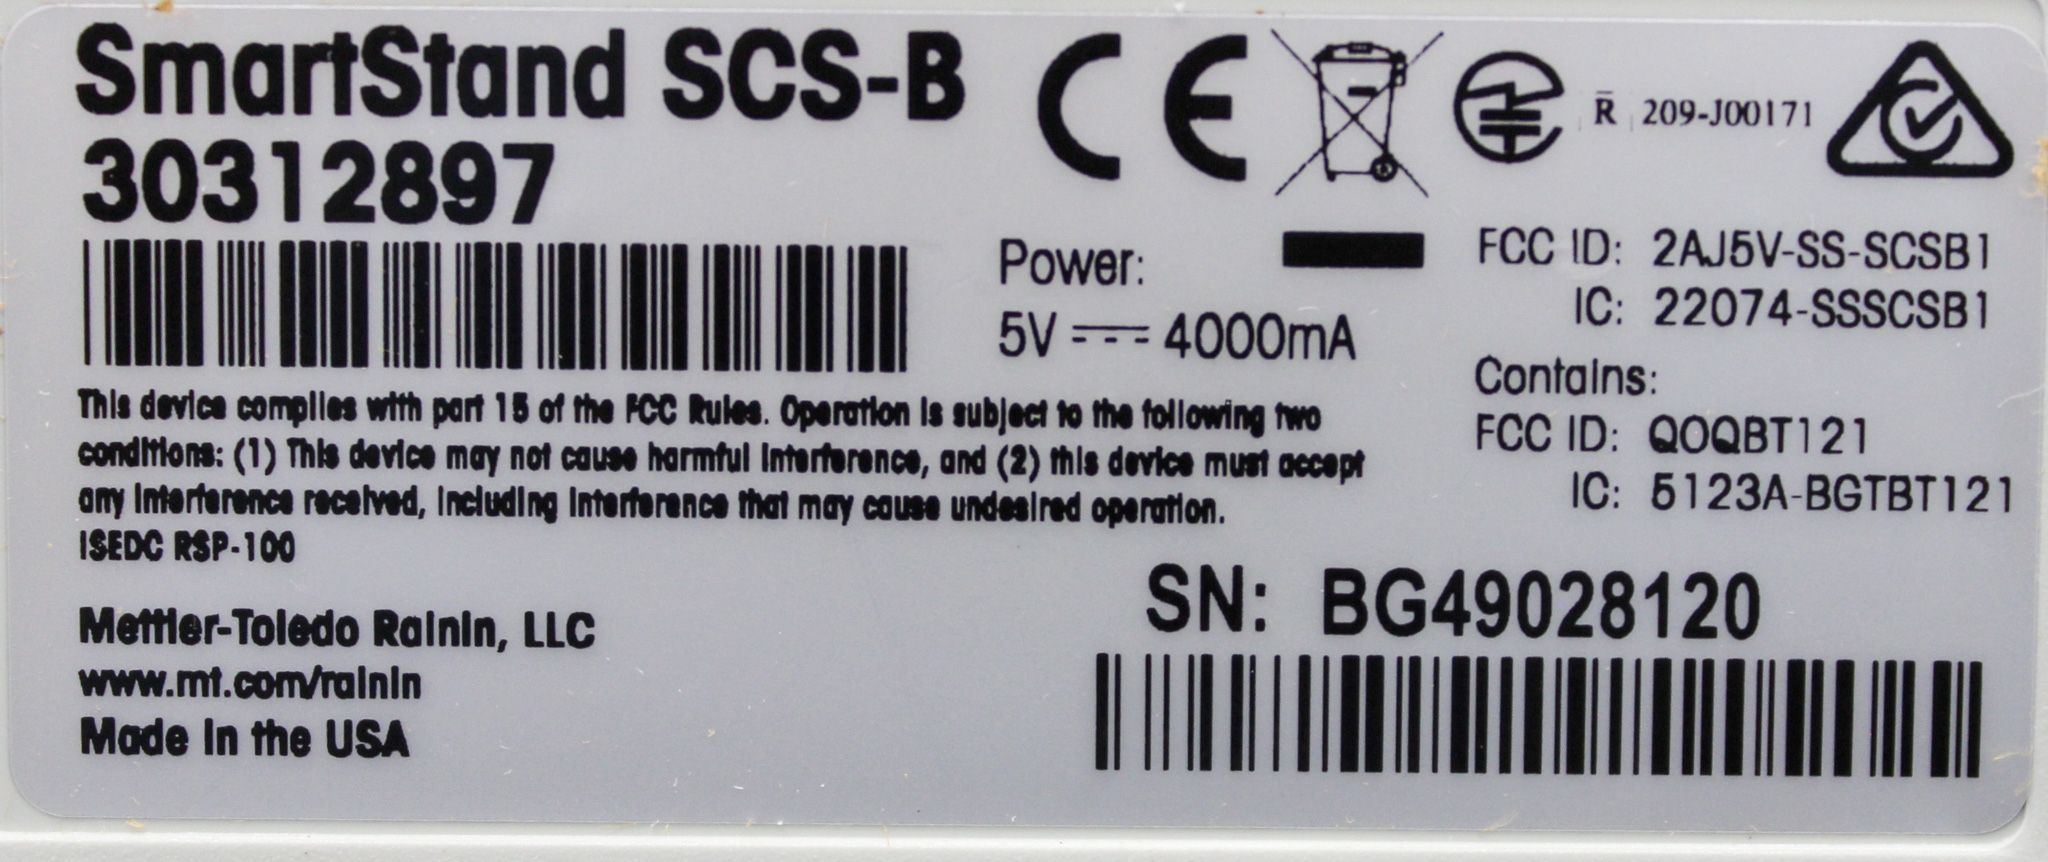 SmartStand SCS-B
30312897
CE
R 209-J00171
Power:
5V 4000mA
FCC ID: 2AJ5V-SS-SCSB1
IC: 22074-SSSCSB1
Contains:
FCC ID: QOQBT121
IC: 5123A-BGTBT121
This device complies with part 15 of the FCC Rules. Operation is subject to the following two
conditions: (1) This device may not cause harmful interference, and (2) this device must accept
any interference received, including interference that may cause undesired operation.
ISEDC RSP-100
Mettler-Toledo Rainin, LLC
www.mt.com/rainin
Made in the USA
SN: BG49028120